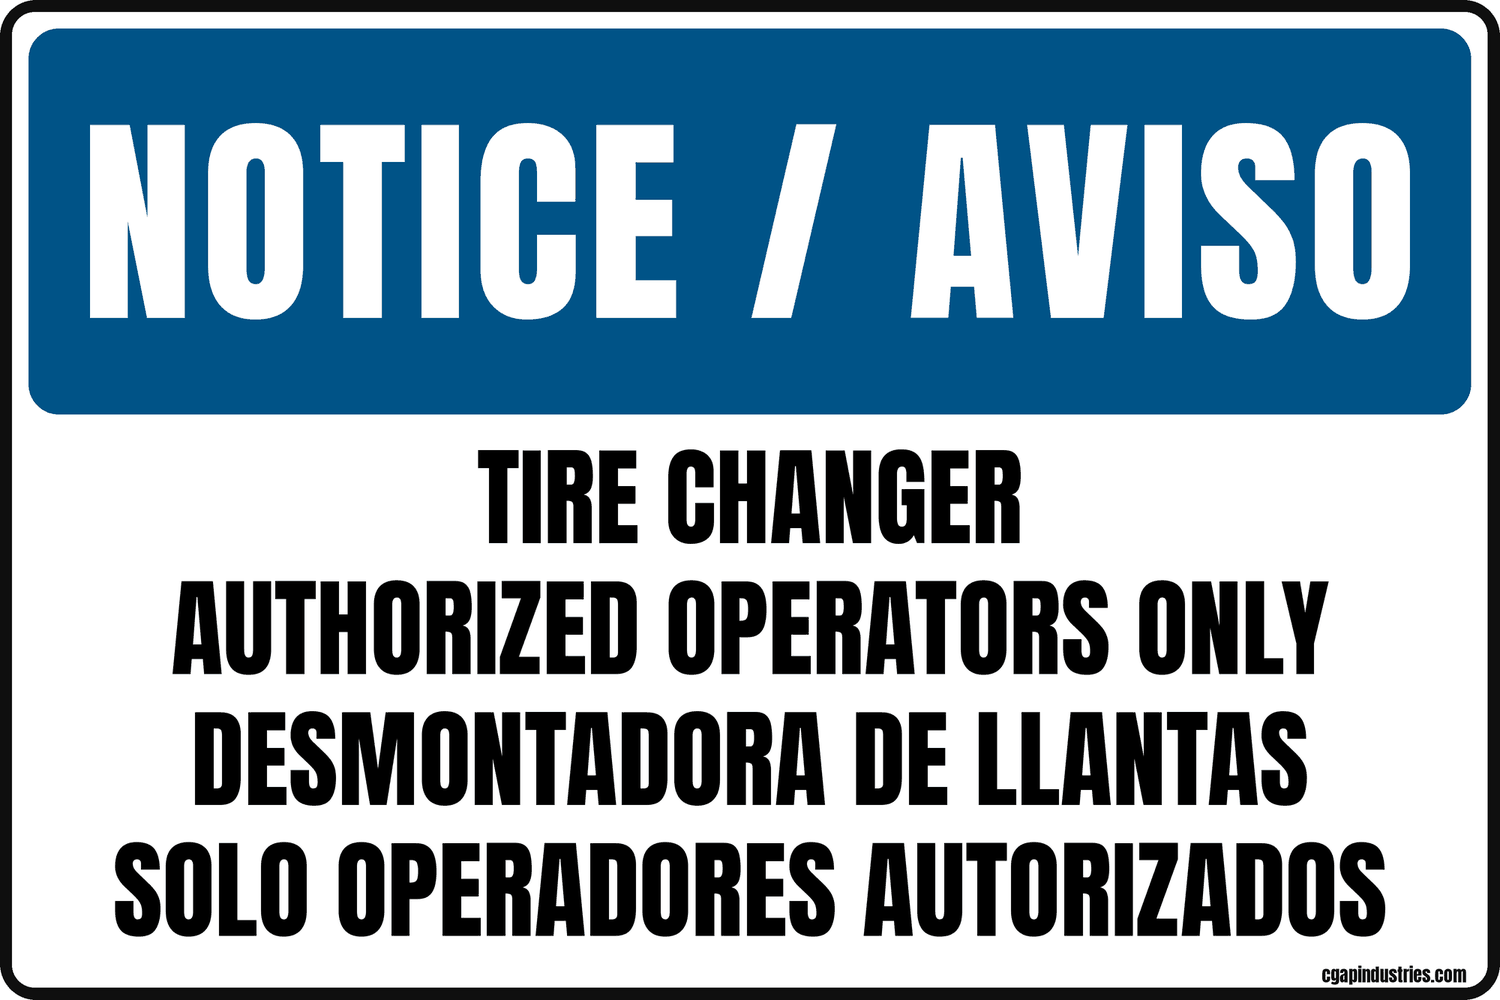 NOTICE / AVISO
TIRE CHANGER
AUTHORIZED OPERATORS ONLY
DESMONTADORA DE LLANTAS
SOLO OPERADORES AUTORIZADOS
cgapindustries.com